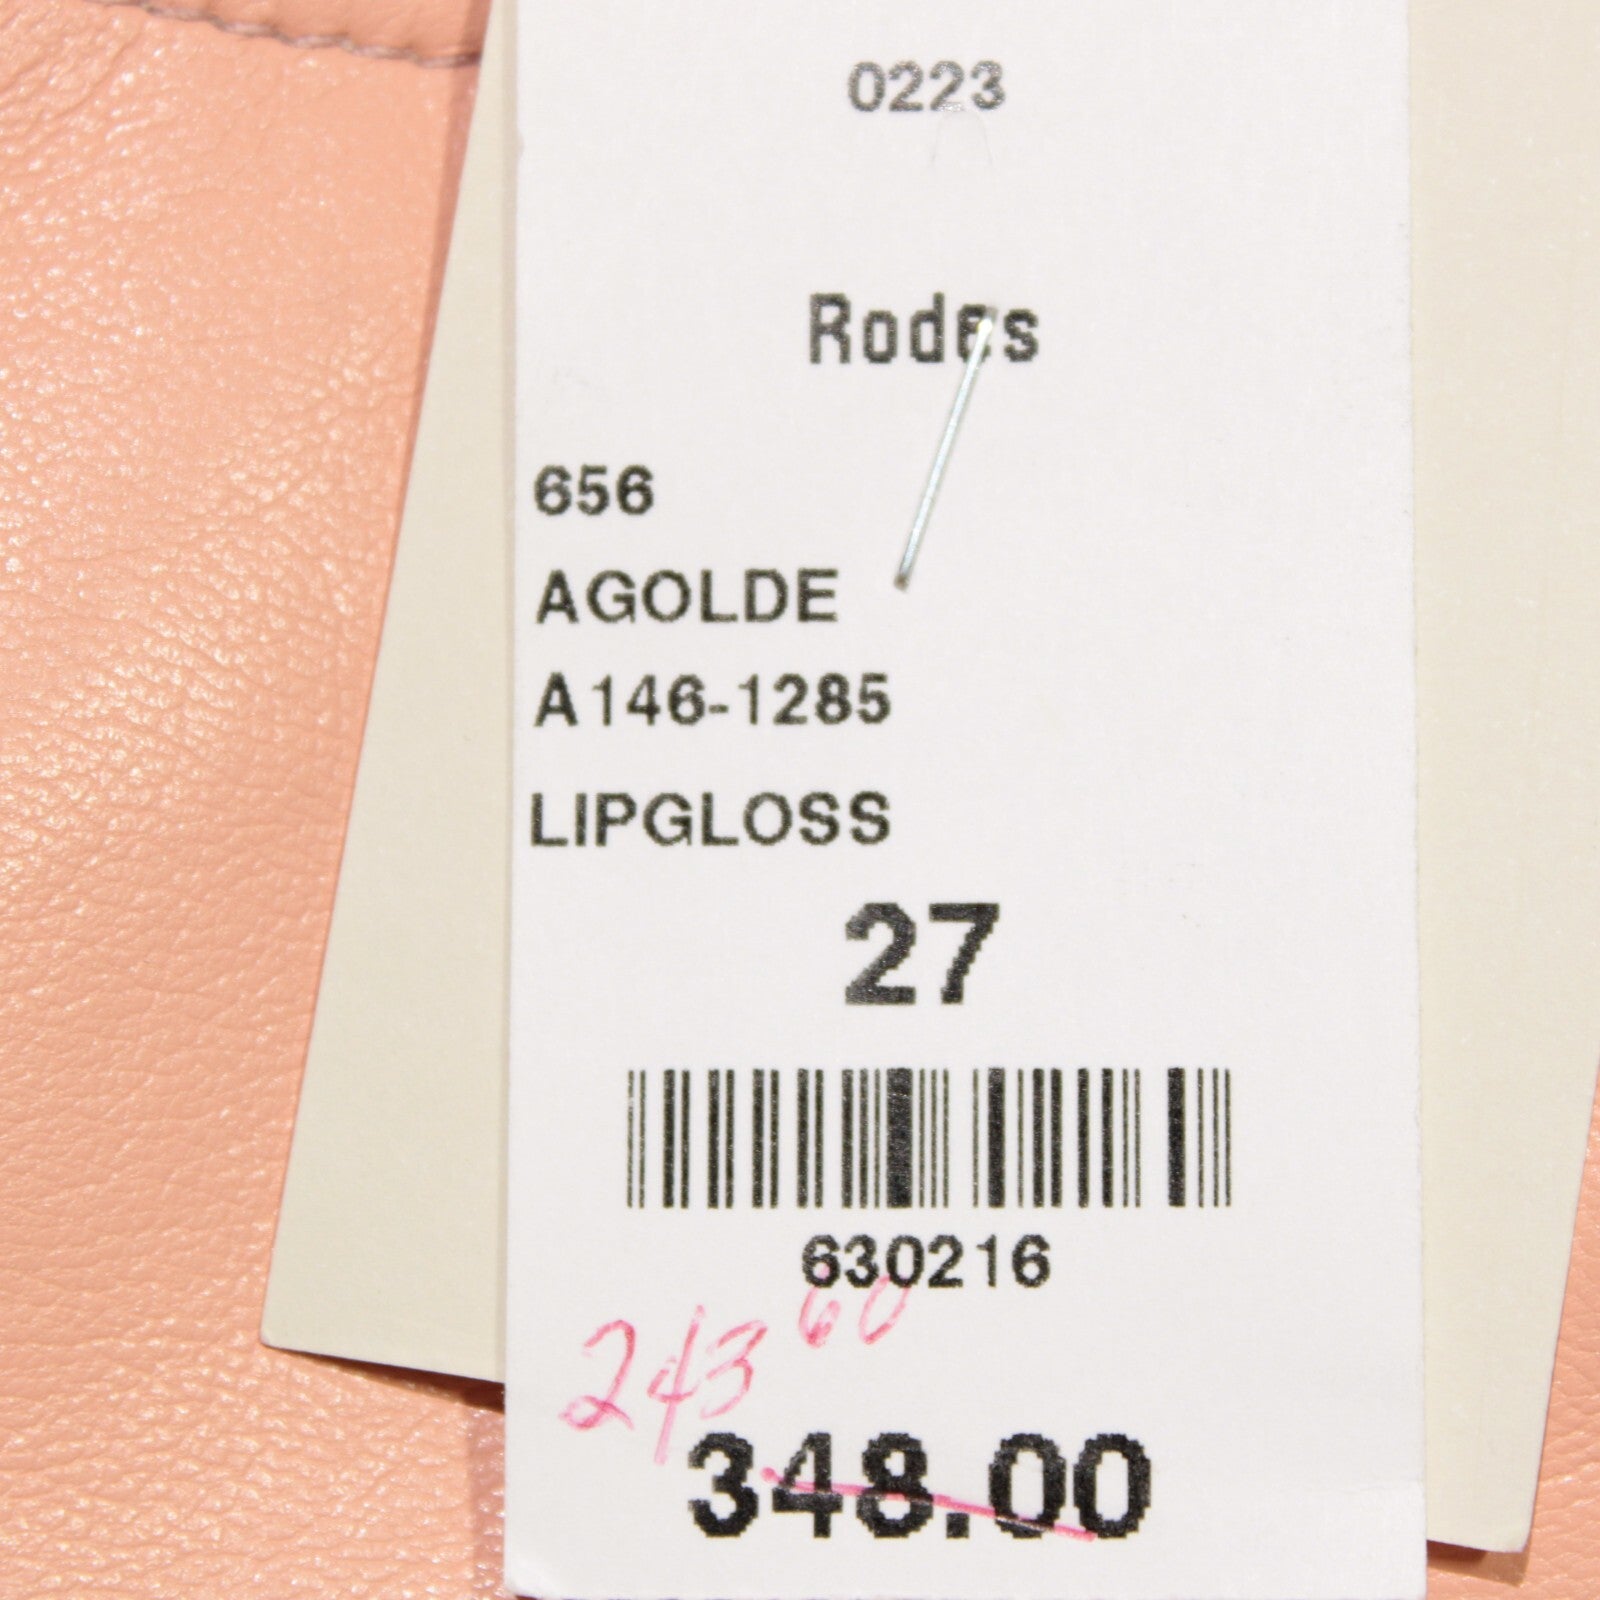 0223
Rodes
656
AGOLDE
A146-1285
LIPGLOSS
27
630216
243 60
348.00